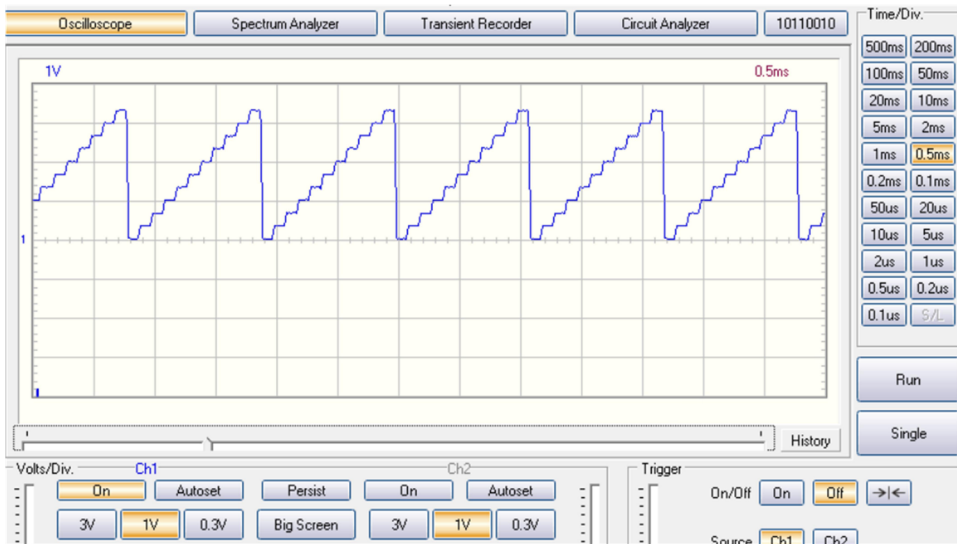 Oscilloscope Spectrum Analyzer Transient Recorder Circuit Analyzer 10110010
Time/Div.
500ms 200ms
100ms 50ms
20ms 10ms
5ms 2ms
1ms 0.5ms
0.2ms 0.1ms
50us 20us
10us 5us
2us 1us
0.5us 0.2us
0.1us S/L
Run
Single
1V 0.5ms
1
History
Volts/Div. Ch1 Ch2
On Autoset Persist On Autoset
3V 1V 0.3V Big Screen 3V 1V 0.3V
Trigger
On/Off On Off
Source Ch1 Ch2